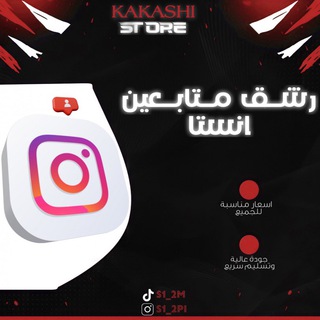 KAKASHI
STORE
رشق متابعين
انستا
اسعار مناسبة
للجميع
جودة عالية
وتسليم سريع
S1_2M
S1_2PI